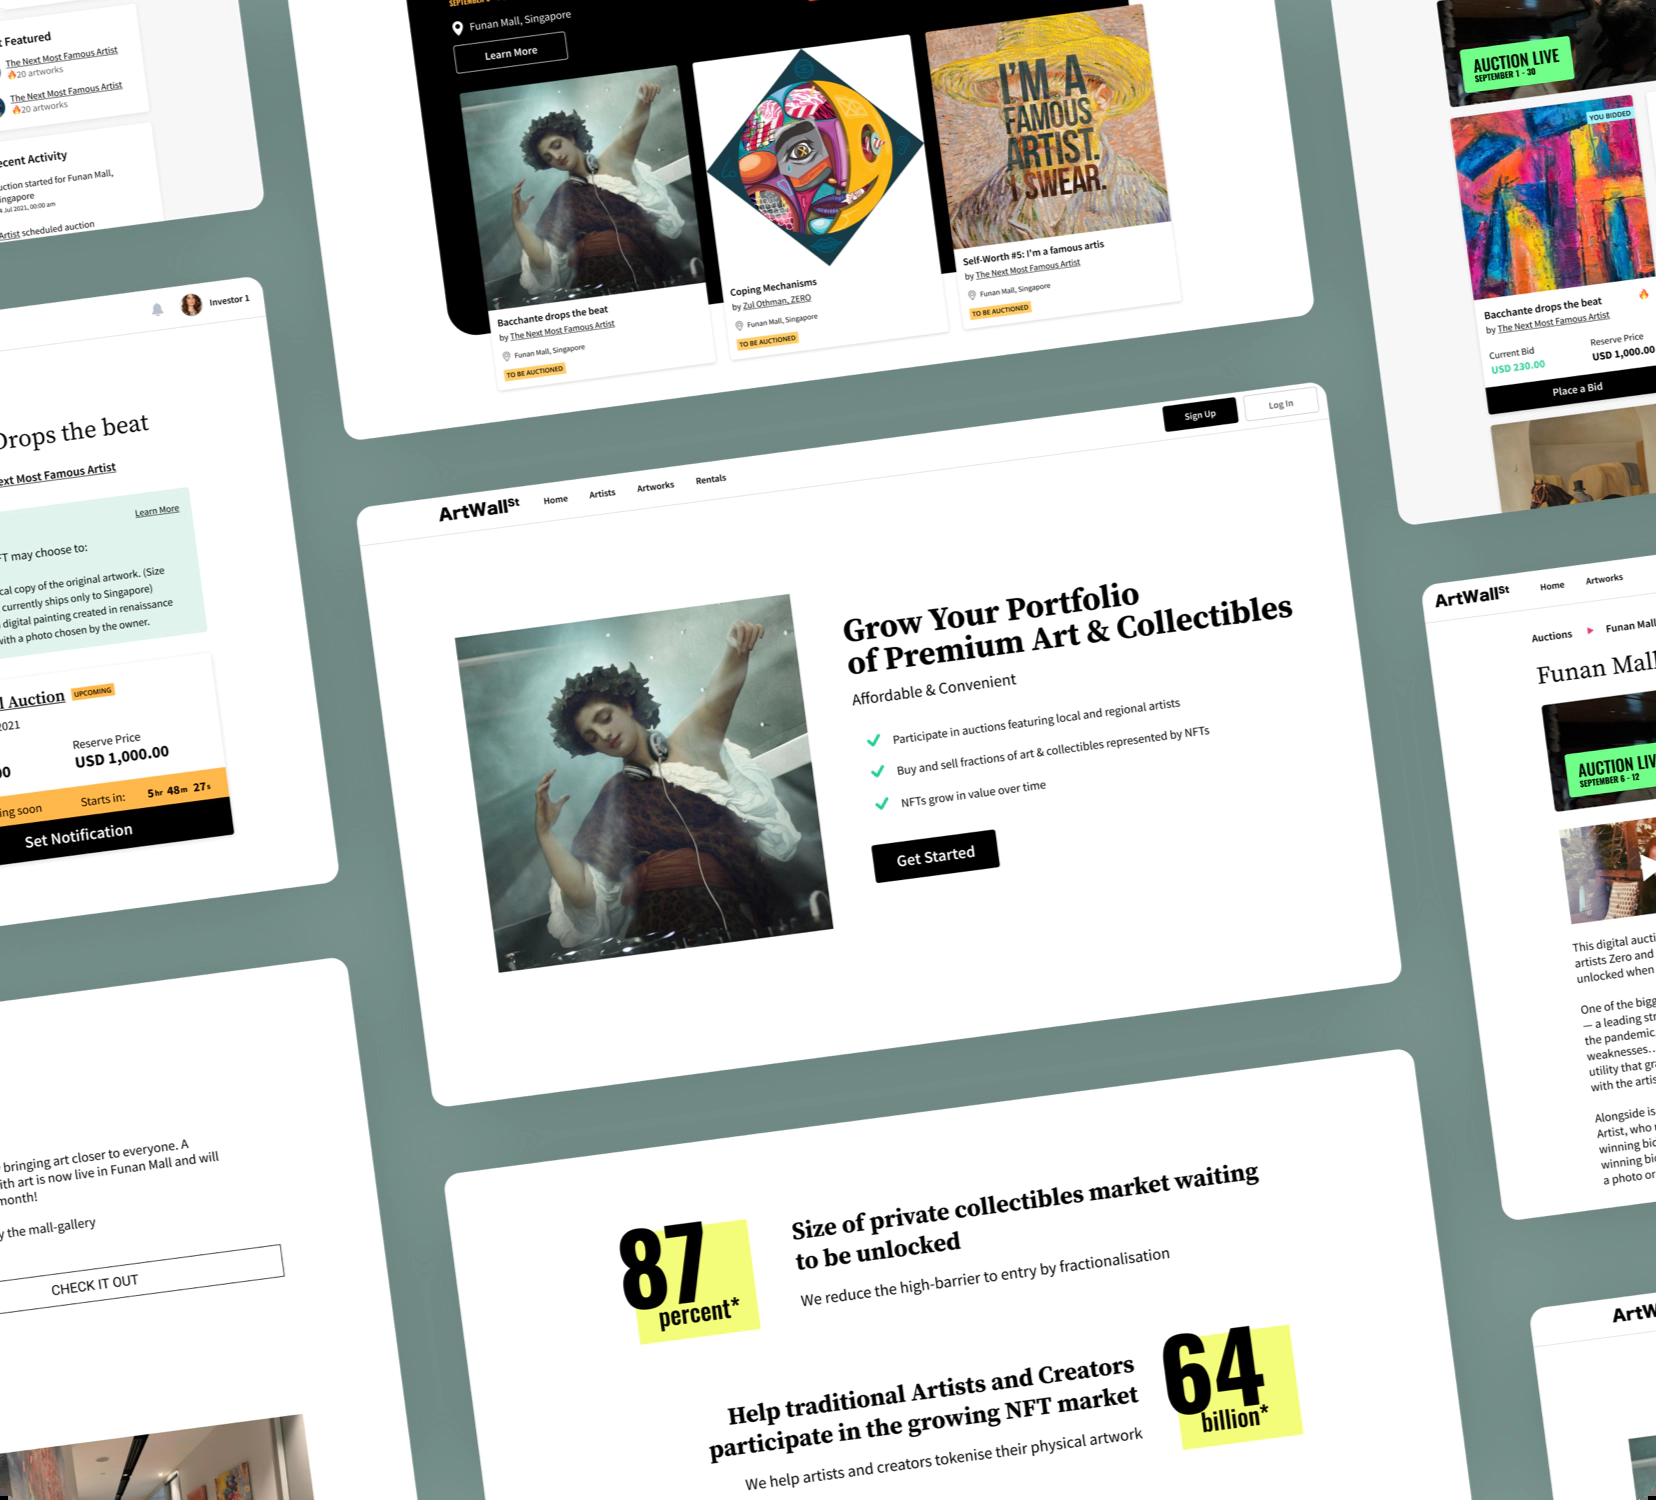 Featured
The Next Most Famous Artist
20 artworks
The Next Most Famous Artist
20 artworks
ecent Activity
uction started for Funan Mall,
ingapore
Jul 2021, 00:00 am
Artist scheduled auction
Funan Mall, Singapore
Learn More
Bacchante drops the beat
by The Next Most Famous Artist
Funan Mall, Singapore
TO BE AUCTIONED
Coping Mechanisms
by Zul Othman, ZERO
Funan Mall, Singapore
TO BE AUCTIONED
I'M A
FAMOUS
ARTIST.
I SWEAR.
Self-Worth #5: I'm a famous artis
by The Next Most Famous Artist
Funan Mall, Singapore
TO BE AUCTIONED
AUCTION LIVE
SEPTEMBER 1 - 30
YOU BIDDED
Bacchante drops the beat
by The Next Most Famous Artist
Current Bid
USD 230.00
Reserve Price
USD 1,000.00
Place a Bid
Investor 1
Drops the beat
ext Most Famous Artist
Learn More
FT may choose to:
cal copy of the original artwork. (Size
currently ships only to Singapore)
digital painting created in renaissance
with a photo chosen by the owner.
l Auction UPCOMING
2021
Reserve Price
USD 1,000.00
ing soon
Starts in: 5hr 48m 27s
Set Notification
Sign Up
Log In
ArtWallSt
Home
Artists
Artworks
Rentals
Grow Your Portfolio
of Premium Art & Collectibles
Affordable & Convenient
Participate in auctions featuring local and regional artists
Buy and sell fractions of art & collectibles represented by NFTs
NFTs grow in value over time
Get Started
ArtWallSt
Home
Artworks
Auctions
Funan Mall
Funan Mall
AUCTION LIV
SEPTEMBER 6 - 12
This digital aucti
artists Zero and
unlocked when
One of the bigg
— a leading str
the pandemic.
weaknesses..
utility that gr
with the artis
Alongside is
Artist, who
winning bid
winning bi
a photo or
bringing art closer to everyone. A
ith art is now live in Funan Mall and will
month!
y the mall-gallery
CHECK IT OUT
87
percent*
Size of private collectibles market waiting
to be unlocked
We reduce the high-barrier to entry by fractionalisation
Help traditional Artists and Creators
participate in the growing NFT market
We help artists and creators tokenise their physical artwork
64
billion*
ArtW